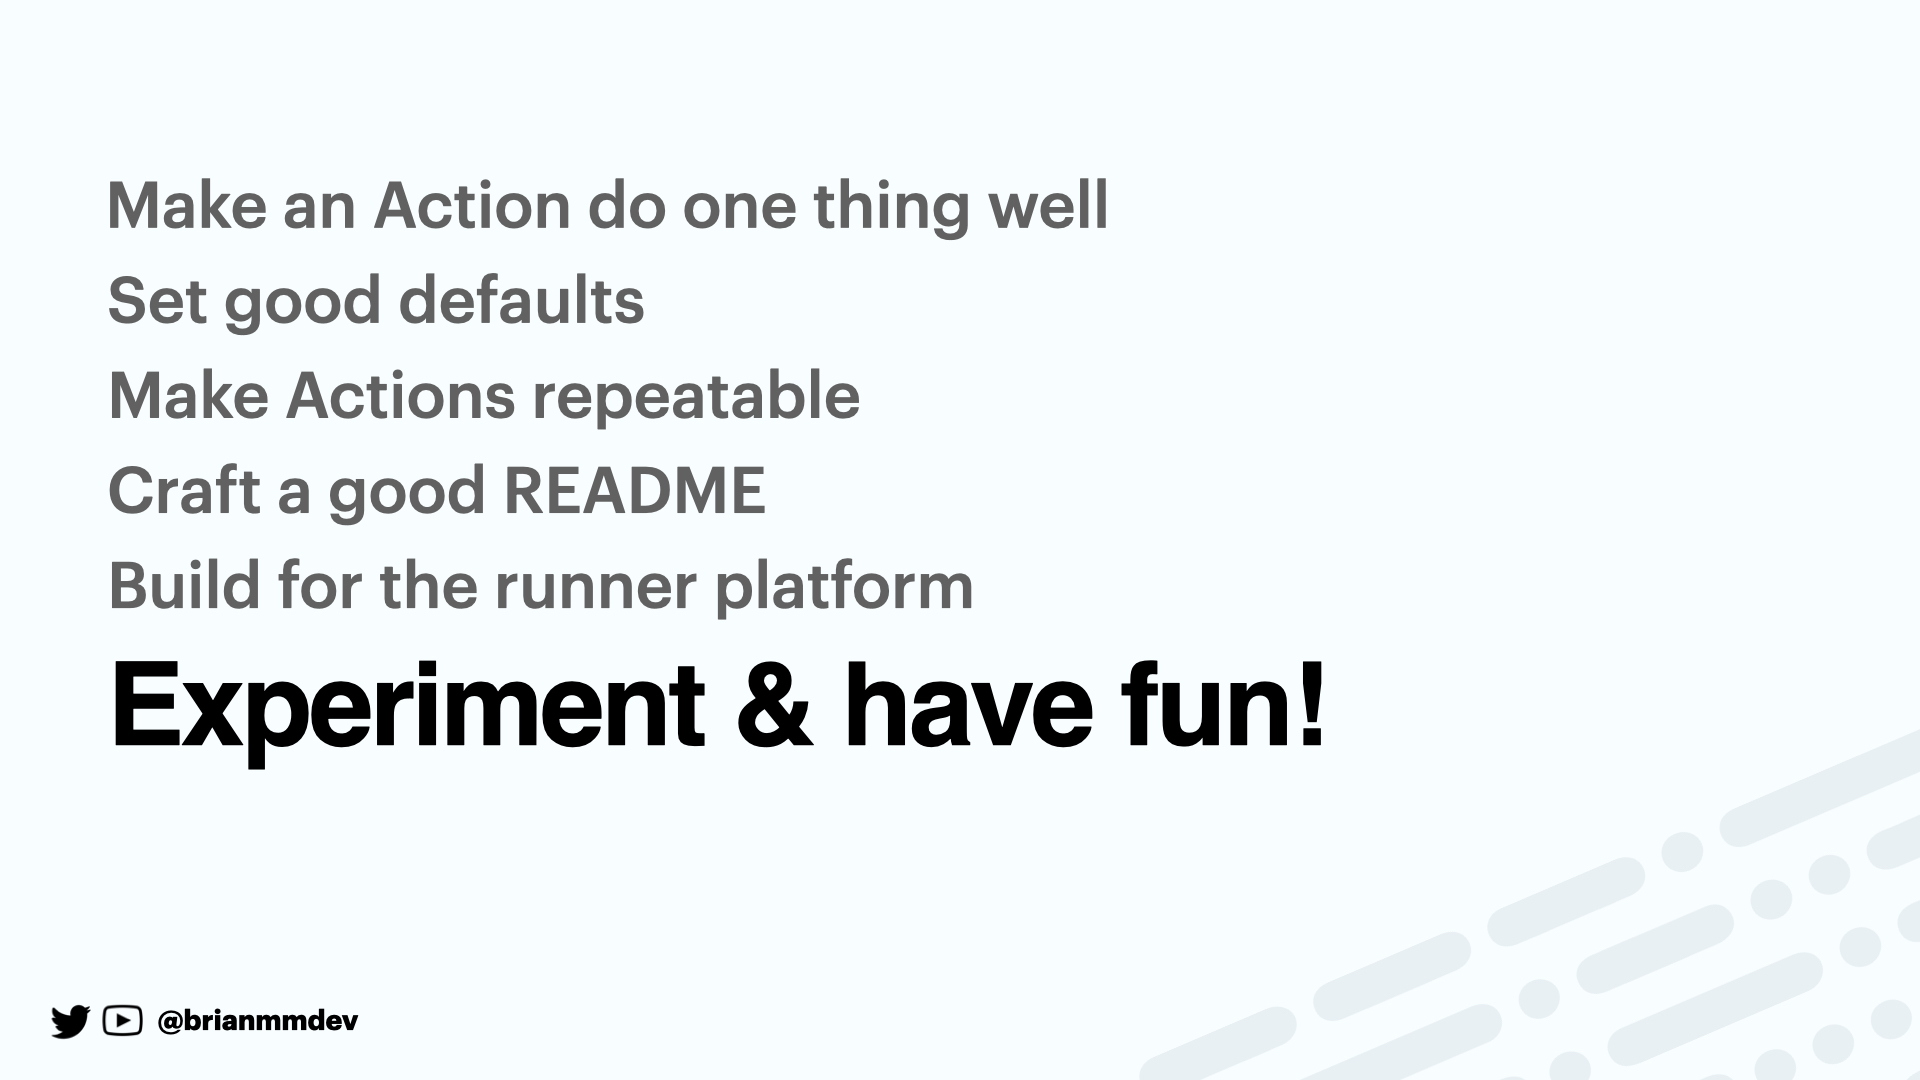 Make an Action do one thing well
Set good defaults
Make Actions repeatable
Craft a good README
Build for the runner platform
Experiment & have fun!
@brianmmdev